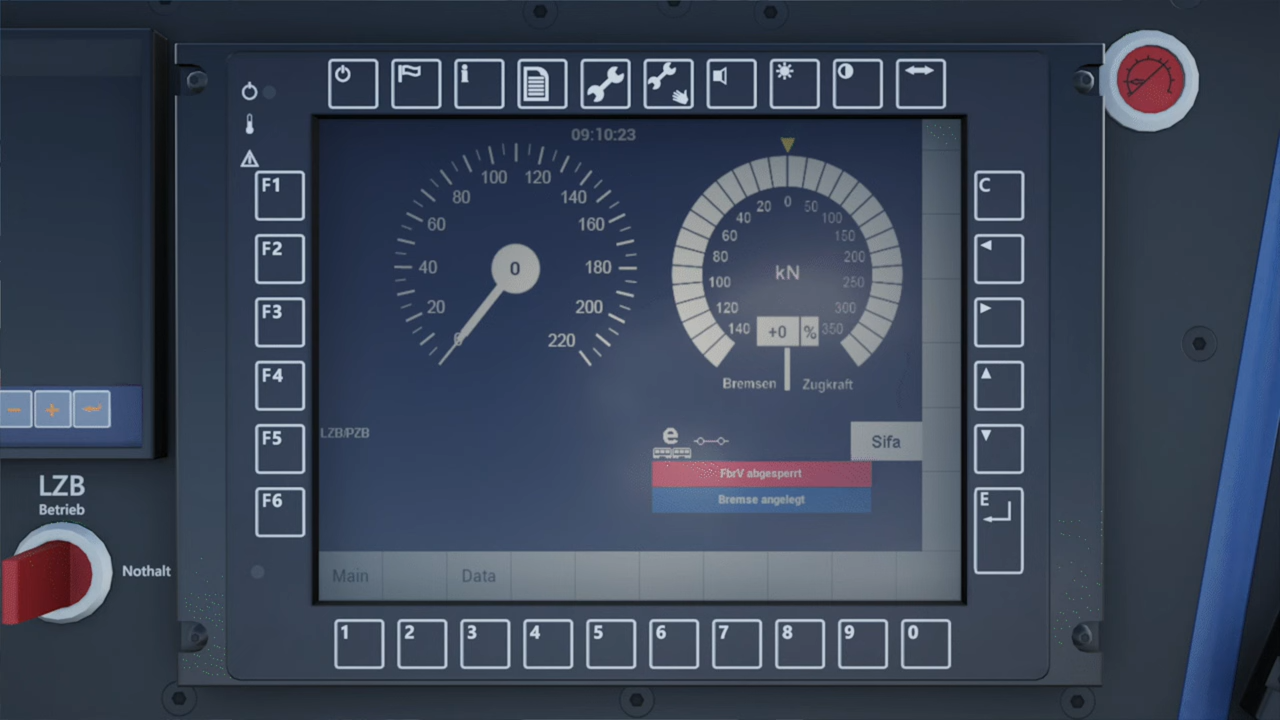 09:10:23
F1
F2
F3
F4
F5
F6
0
20
40
60
80
100
120
140
160
180
200
220
0
140
120
100
80
60
40
20
0
50
100
150
200
250
300
350
kN
+0 %
Bremsen
Zugkraft
LZB/PZB
e
Sifa
FbrV abgesperrt
Bremse angelegt
Main
Data
C
E
LZB
Betrieb
Nothalt
1 2 3 4 5 6 7 8 9 0